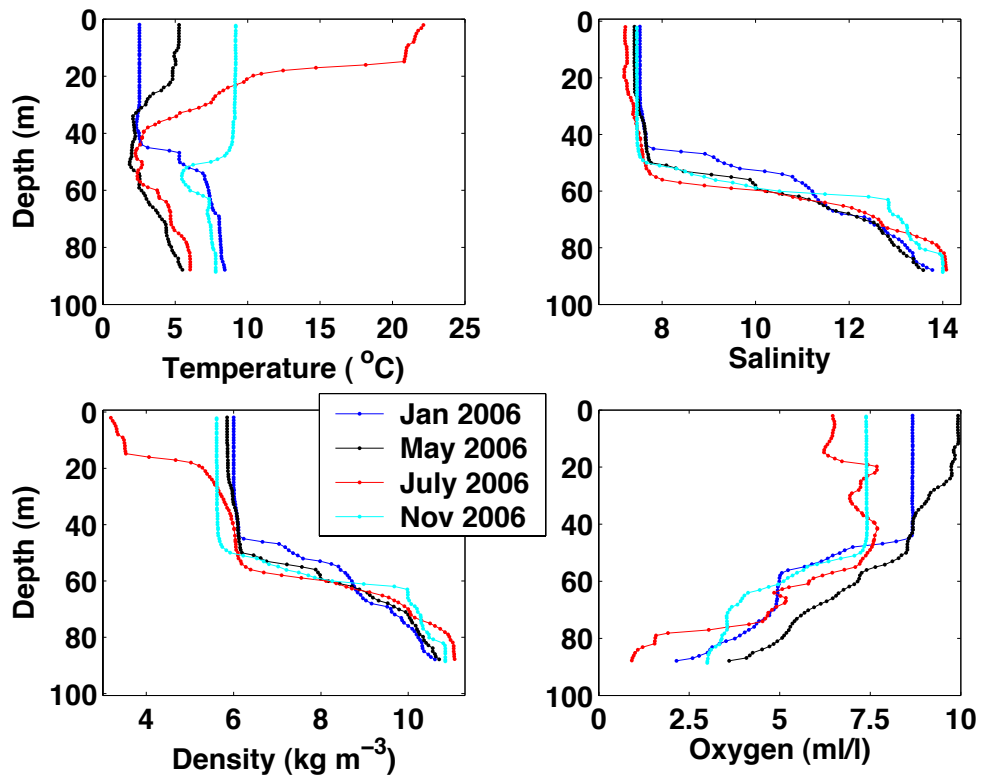 0
20
40
60
80
100
Depth (m)
0 5 10 15 20 25
Temperature ( °C)
0
20
40
60
80
100
8 10 12 14
Salinity
0
20
40
60
80
100
Depth (m)
4 6 8 10
Density (kg m⁻³)
Jan 2006
May 2006
July 2006
Nov 2006
0
20
40
60
80
100
0 2.5 5 7.5 10
Oxygen (ml/l)